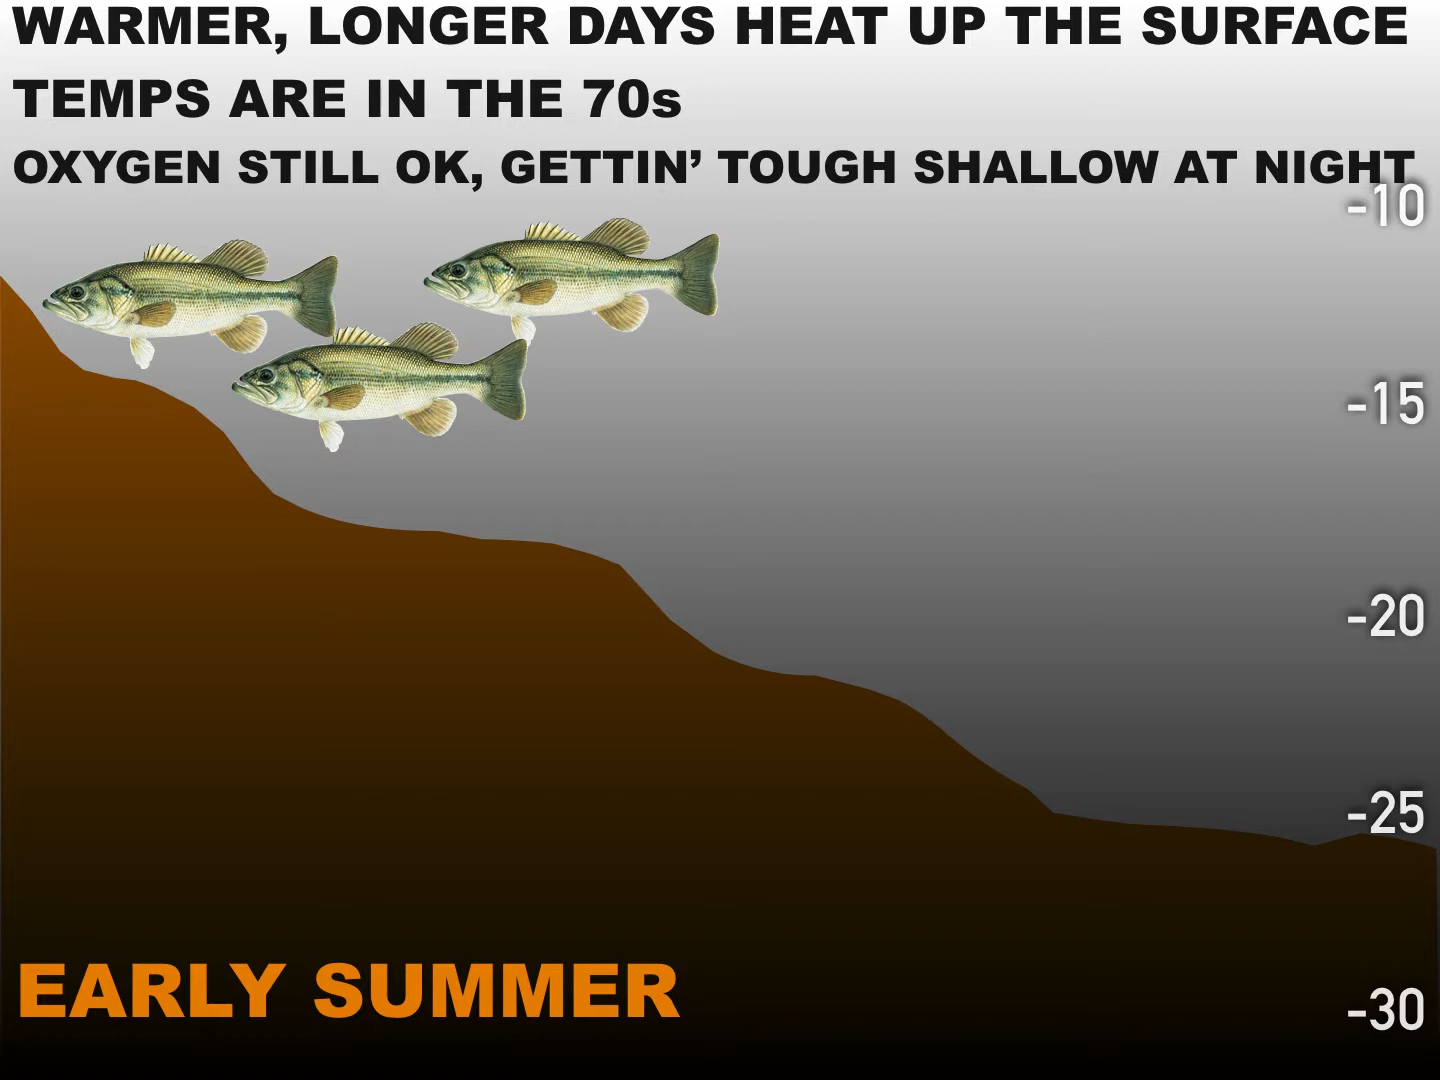 WARMER, LONGER DAYS HEAT UP THE SURFACE
TEMPS ARE IN THE 70s
OXYGEN STILL OK, GETTIN’ TOUGH SHALLOW AT NIGHT
-10
-15
-20
-25
EARLY SUMMER
-30